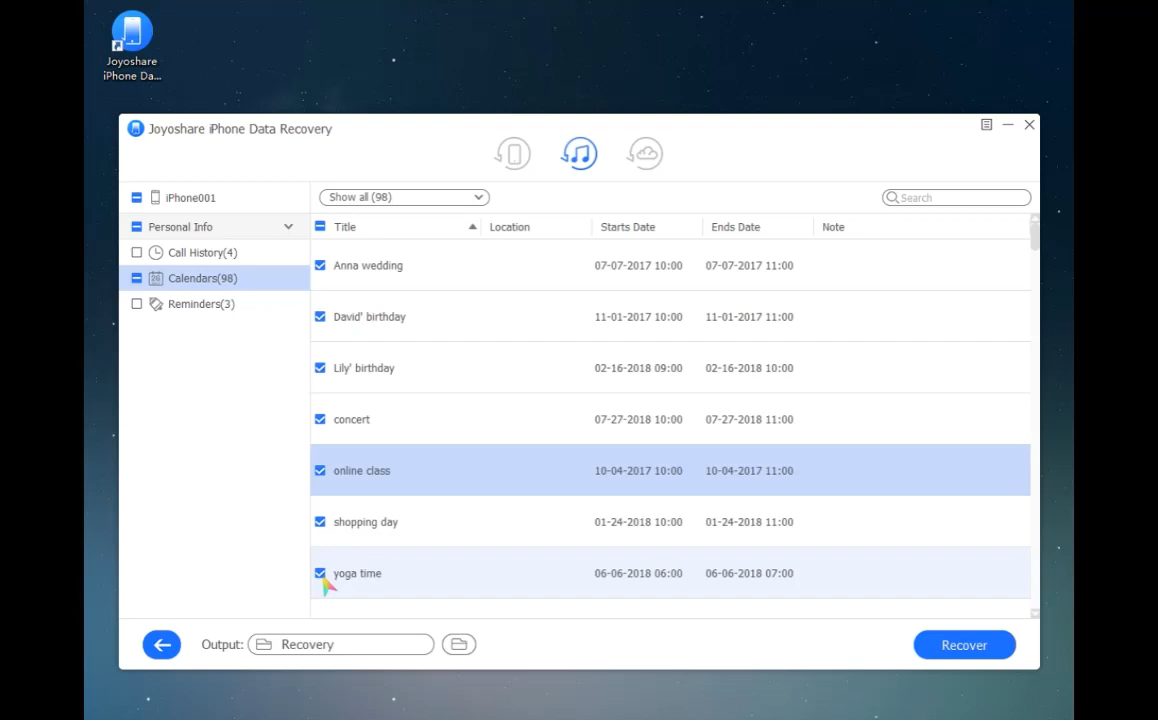 Joyoshare
iPhone Da...
Joyoshare iPhone Data Recovery
iPhone001
Show all (98)
Search
Personal Info
Title Location Starts Date Ends Date Note
Call History(4)
Anna wedding 07-07-2017 10:00 07-07-2017 11:00
26 Calendars(98)
Reminders(3)
David' birthday 11-01-2017 10:00 11-01-2017 11:00
Lily' birthday 02-16-2018 09:00 02-16-2018 10:00
concert 07-27-2018 10:00 07-27-2018 11:00
online class 10-04-2017 10:00 10-04-2017 11:00
shopping day 01-24-2018 10:00 01-24-2018 11:00
yoga time 06-06-2018 06:00 06-06-2018 07:00
Output: Recovery
Recover